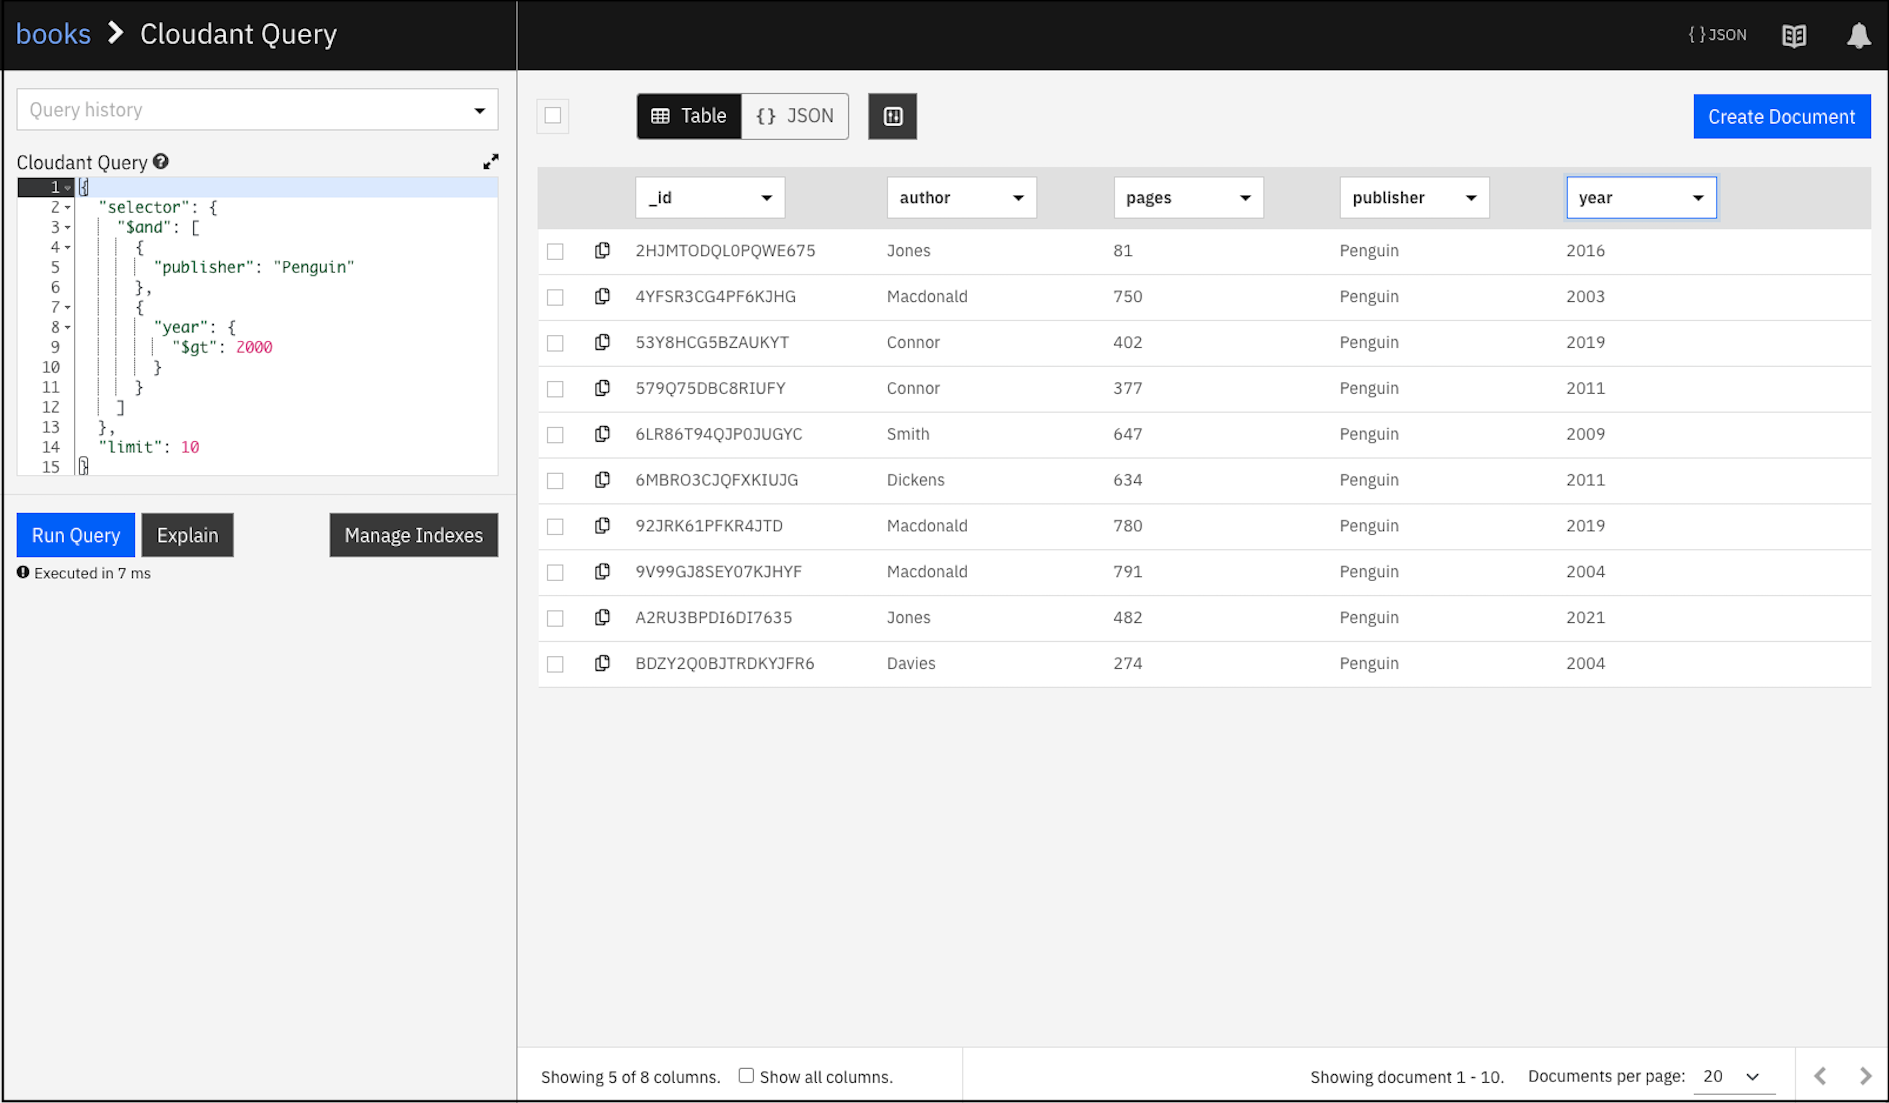 books > Cloudant Query
{ } JSON
Query history
Cloudant Query
1 {
2 "selector": {
3 "$and": [
4 {
5 "publisher": "Penguin"
6 },
7 {
8 "year": {
9 "$gt": 2000
10 }
11 }
12 ]
13 },
14 "limit": 10
15 }
Run Query Explain Manage Indexes
Executed in 7 ms
Table {} JSON
Create Document
_id author pages publisher year
2HJMTODQL0PQWE675 Jones 81 Penguin 2016
4YFSR3CG4PF6KJHG Macdonald 750 Penguin 2003
53Y8HCG5BZAUKYT Connor 402 Penguin 2019
579Q75DBC8RIUFY Connor 377 Penguin 2011
6LR86T94QJP0JUGYC Smith 647 Penguin 2009
6MBRO3CJQFXKIUJG Dickens 634 Penguin 2011
92JRK61PFKR4JTD Macdonald 780 Penguin 2019
9V99GJ8SEY07KJHYF Macdonald 791 Penguin 2004
A2RU3BPDI6DI7635 Jones 482 Penguin 2021
BDZY2Q0BJTRDKYJFR6 Davies 274 Penguin 2004
Showing 5 of 8 columns. Show all columns. Showing document 1 - 10. Documents per page: 20